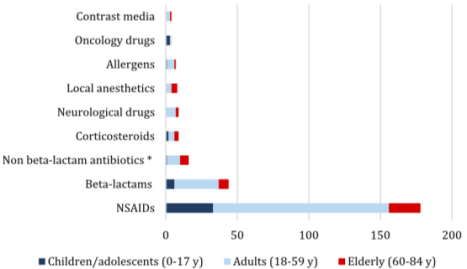 Contrast media
Oncology drugs
Allergens
Local anesthetics
Neurological drugs
Corticosteroids
Non beta-lactam antibiotics *
Beta-lactams
NSAIDs
0 50 100 150 200
Children/adolescents (0-17 y) Adults (18-59 y) Elderly (60-84 y)